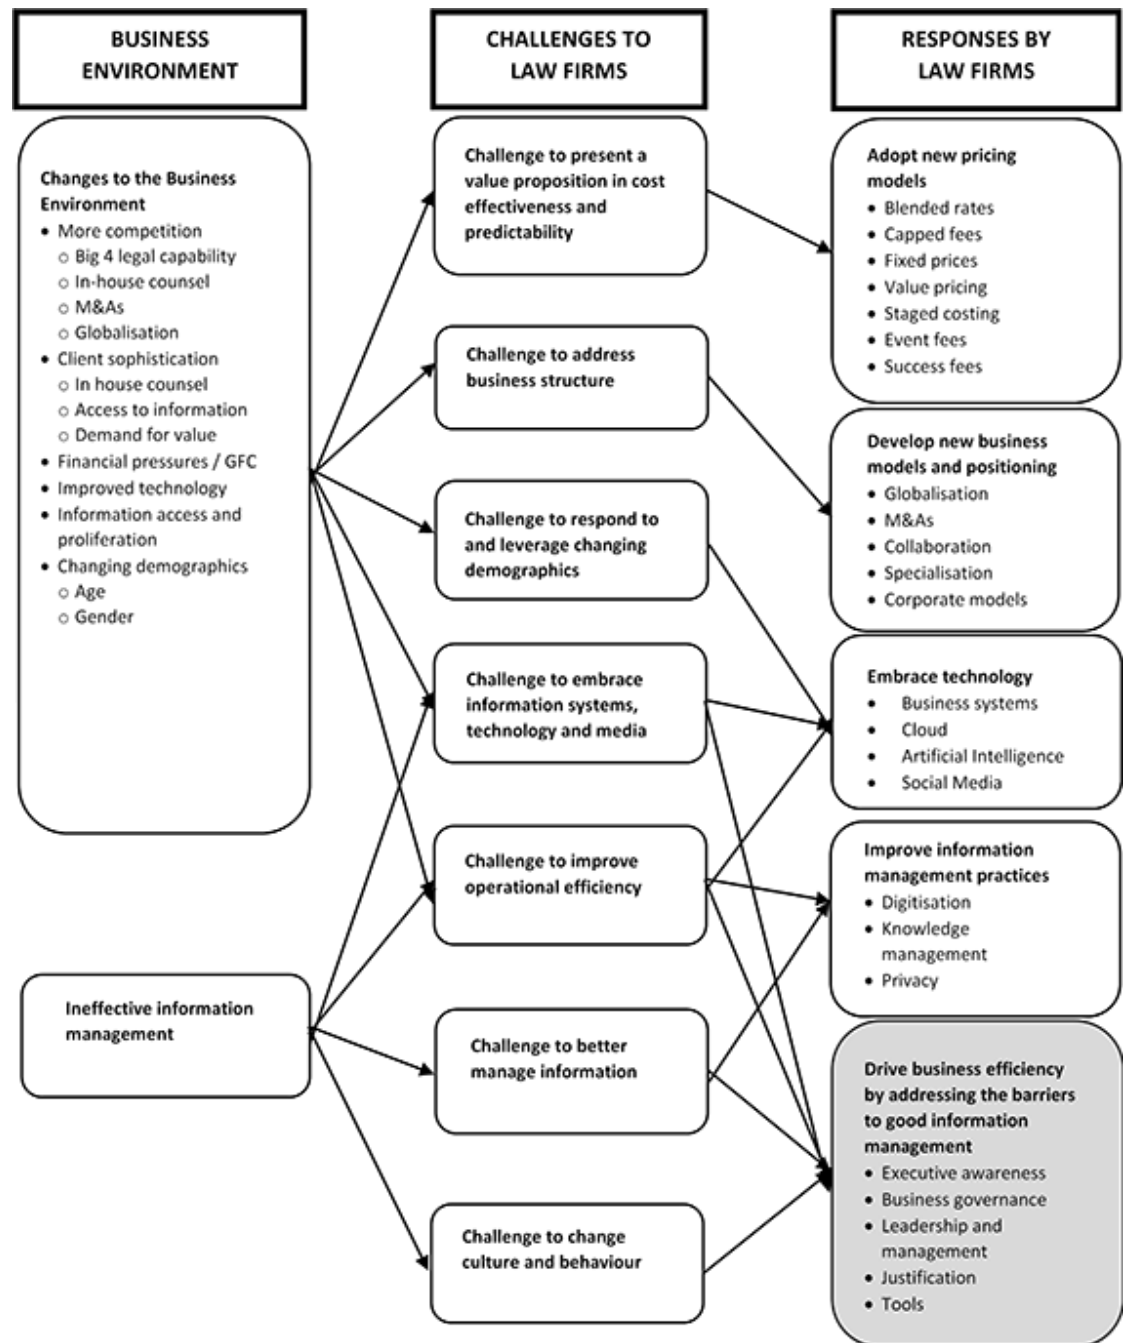 BUSINESS
ENVIRONMENT
Changes to the Business
Environment
• More competition
○ Big 4 legal capability
○ In-house counsel
○ M&As
○ Globalisation
• Client sophistication
○ In house counsel
○ Access to information
○ Demand for value
• Financial pressures / GFC
• Improved technology
• Information access and
proliferation
• Changing demographics
○ Age
○ Gender
Ineffective information
management
CHALLENGES TO
LAW FIRMS
Challenge to present a
value proposition in cost
effectiveness and
predictability
Challenge to address
business structure
Challenge to respond to
and leverage changing
demographics
Challenge to embrace
information systems,
technology and media
Challenge to improve
operational efficiency
Challenge to better
manage information
Challenge to change
culture and behaviour
RESPONSES BY
LAW FIRMS
Adopt new pricing
models
• Blended rates
• Capped fees
• Fixed prices
• Value pricing
• Staged costing
• Event fees
• Success fees
Develop new business
models and positioning
• Globalisation
• M&As
• Collaboration
• Specialisation
• Corporate models
Embrace technology
• Business systems
• Cloud
• Artificial Intelligence
• Social Media
Improve information
management practices
• Digitisation
• Knowledge
management
• Privacy
Drive business efficiency
by addressing the barriers
to good information
management
• Executive awareness
• Business governance
• Leadership and
management
• Justification
• Tools